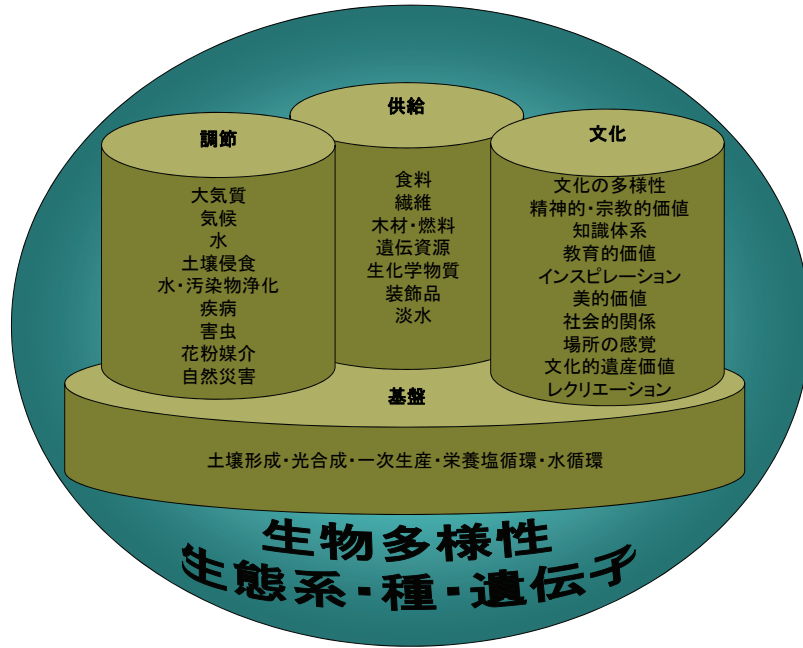 調節
大気質
気候
水
土壌侵食
水・汚染物浄化
疾病
害虫
花粉媒介
自然災害
供給
食料
繊維
木材・燃料
遺伝資源
生化学物質
装飾品
淡水
文化
文化の多様性
精神的・宗教的価値
知識体系
教育的価値
インスピレーション
美的価値
社会的関係
場所の感覚
文化的遺産価値
レクリエーション
基盤
土壌形成・光合成・一次生産・栄養塩循環・水循環
生物多様性
生態系・種・遺伝子